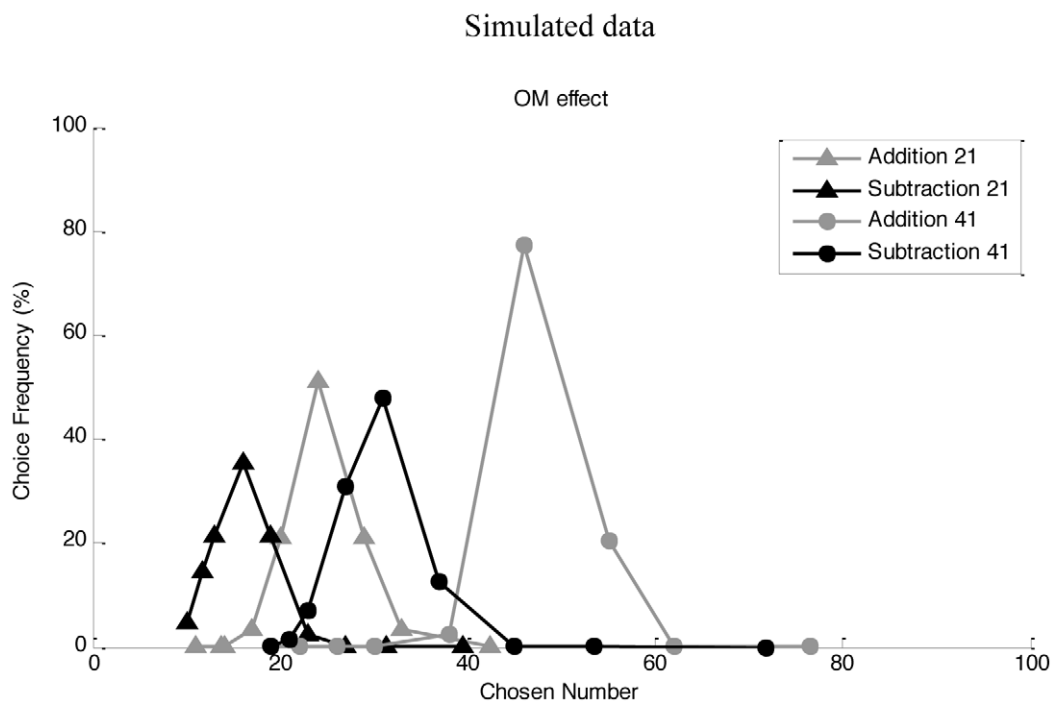 Simulated data
OM effect
100
80
60
40
20
0
Choice Frequency (%)
Addition 21
Subtraction 21
Addition 41
Subtraction 41
0 20 40 60 80 100
Chosen Number